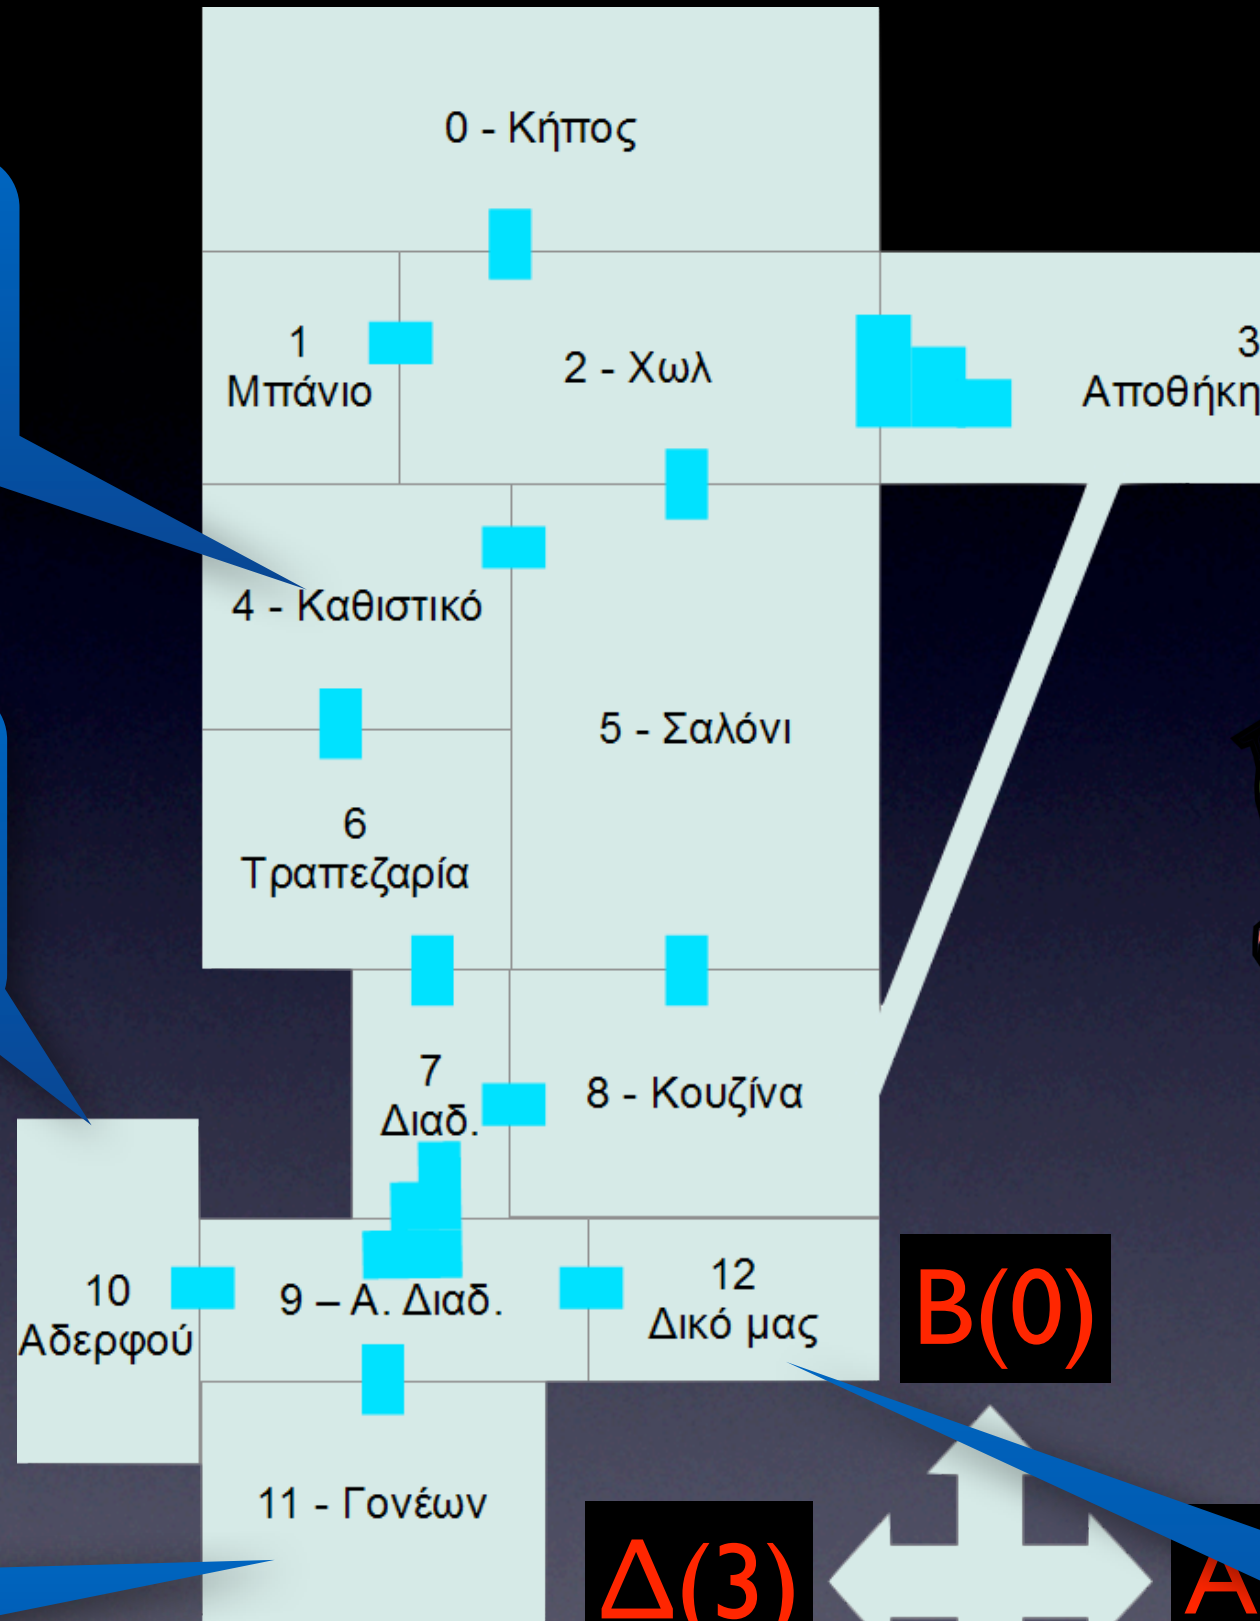 0 - Κήπος
1
Μπάνιο
2 - Χωλ
3
Αποθήκη
4 - Καθιστικό
5 - Σαλόνι
6
Τραπεζαρία
7
Διαδ.
8 - Κουζίνα
10
Αδερφού
9 – Α. Διαδ.
12
Δικό μας
Β(0)
11 - Γονέων
Δ(3)
Α